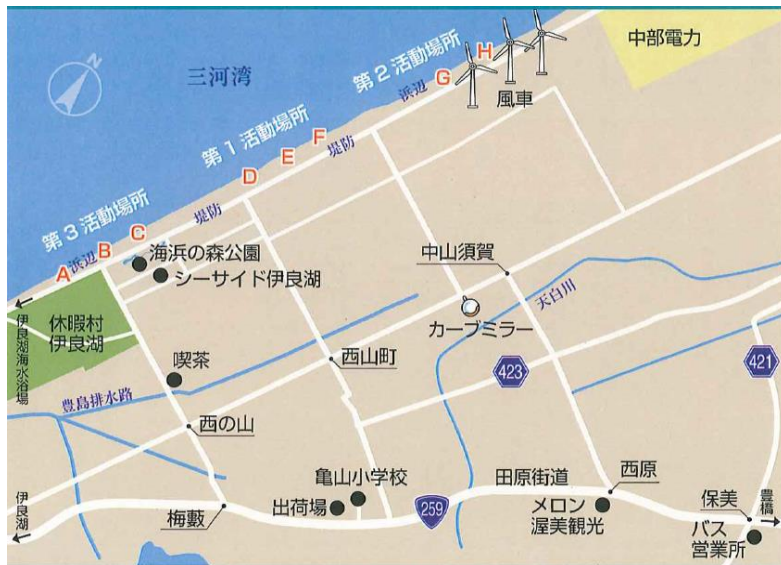 中部電力
N
三河湾
第2活動場所
浜辺
G
H
風車
第1活動場所
堤防
D
E
F
堤防
第3活動場所
浜辺
A
B
C
海浜の森公園
シーサイド伊良湖
中山須賀
天白川
カーブミラー
休暇村
伊良湖
伊良湖海水浴場
喫茶
西山町
423
421
豊島排水路
西の山
亀山小学校
出荷場
259
田原街道
西原
メロン
渥美観光
保美
豊橋
バス
営業所
梅藪
伊良湖